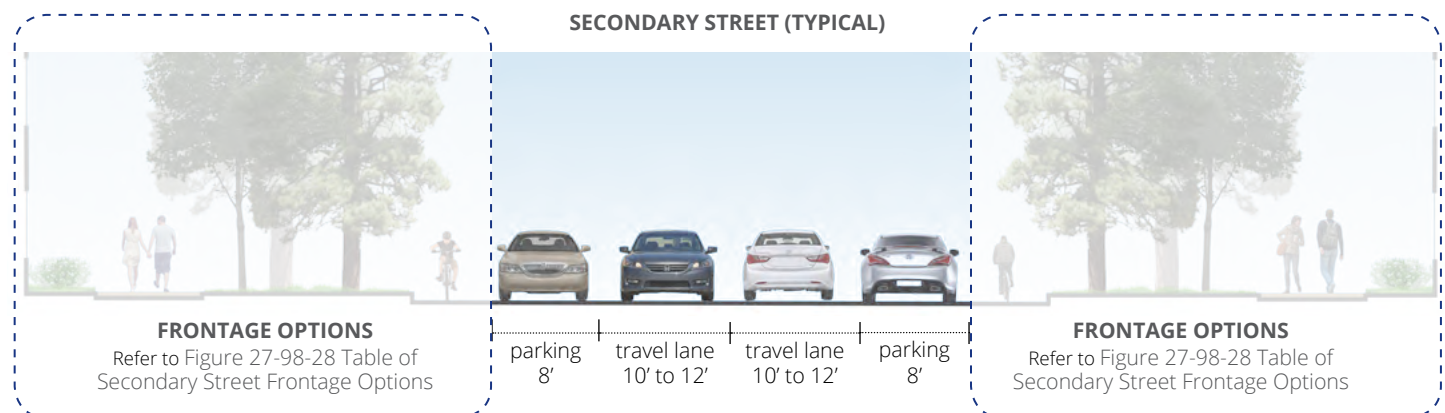 SECONDARY STREET (TYPICAL)
FRONTAGE OPTIONS
Refer to Figure 27-98-28 Table of
Secondary Street Frontage Options
parking
8’
travel lane
10’ to 12’
travel lane
10’ to 12’
parking
8’
FRONTAGE OPTIONS
Refer to Figure 27-98-28 Table of
Secondary Street Frontage Options